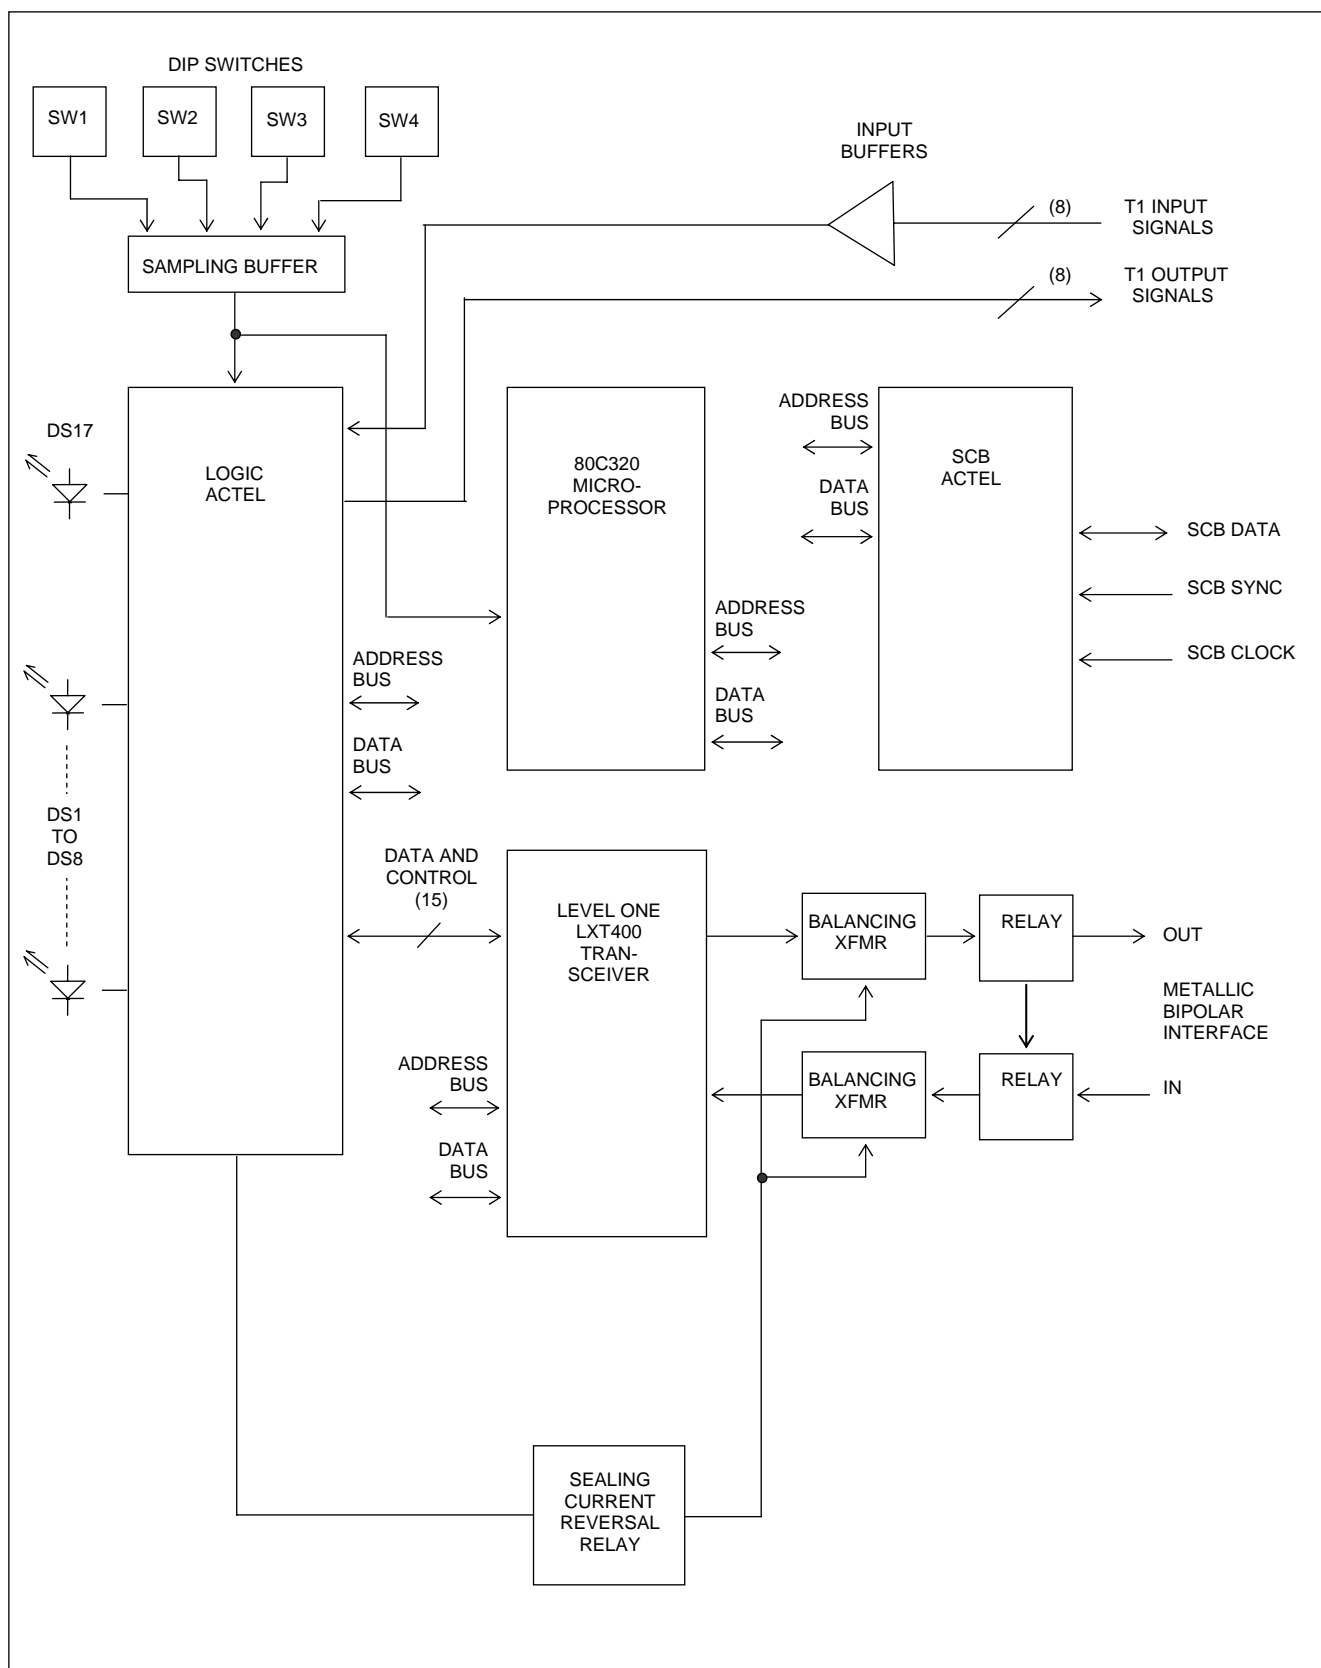 DIP SWITCHES
SW1
SW2
SW3
SW4
INPUT
BUFFERS
(8)
T1 INPUT
SIGNALS
SAMPLING BUFFER
(8)
T1 OUTPUT
SIGNALS
DS17
LOGIC
ACTEL
80C320
MICRO-
PROCESSOR
ADDRESS
BUS
DATA
BUS
SCB
ACTEL
SCB DATA
SCB SYNC
SCB CLOCK
ADDRESS
BUS
DATA
BUS
ADDRESS
BUS
DATA
BUS
DS1
TO
DS8
DATA AND
CONTROL
(15)
LEVEL ONE
LXT400
TRAN-
SCEIVER
BALANCING
XFMR
RELAY
OUT
METALLIC
BIPOLAR
INTERFACE
ADDRESS
BUS
DATA
BUS
BALANCING
XFMR
RELAY
IN
SEALING
CURRENT
REVERSAL
RELAY